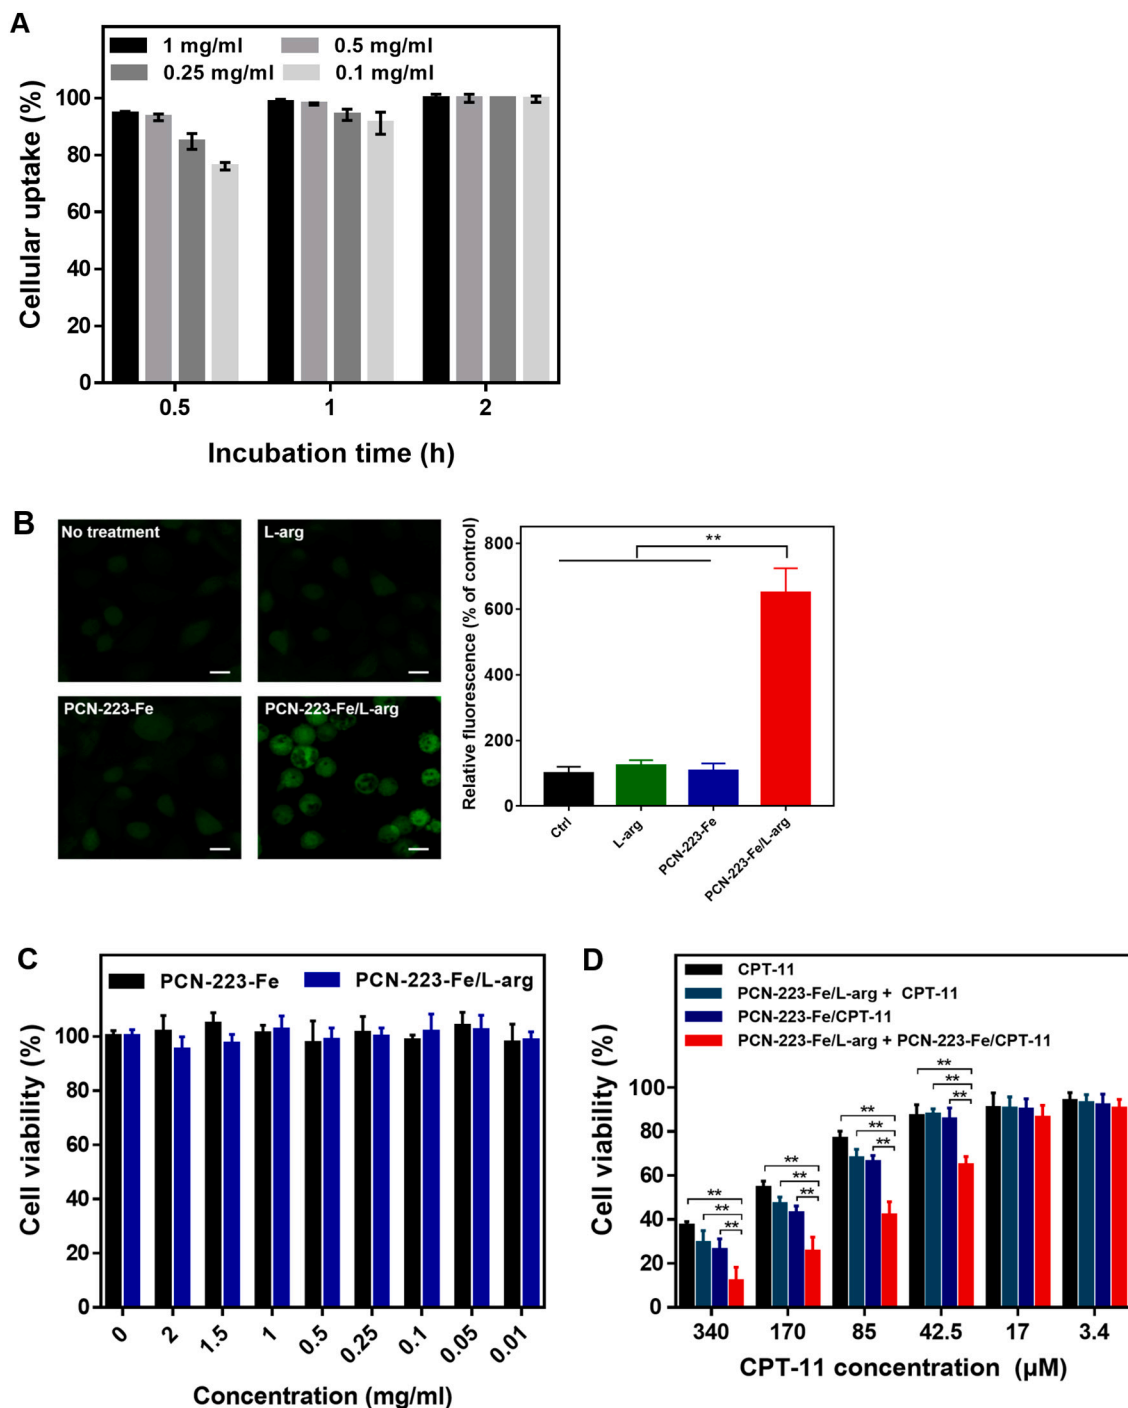 A
1 mg/ml 0.5 mg/ml
0.25 mg/ml 0.1 mg/ml
Cellular uptake (%)
100
80
60
40
20
0
0.5 1 2
Incubation time (h)
B
No treatment L-arg
PCN-223-Fe PCN-223-Fe/L-arg
Relative fluorescence (% of control)
800
600
400
200
0
**
Ctrl
L-arg
PCN-223-Fe
PCN-223-Fe/L-arg
C
PCN-223-Fe PCN-223-Fe/L-arg
Cell viability (%)
100
80
60
40
20
0
0 2 1.5 1 0.5 0.25 0.1 0.05 0.01
Concentration (mg/ml)
D
CPT-11
PCN-223-Fe/L-arg + CPT-11
PCN-223-Fe/CPT-11
PCN-223-Fe/L-arg + PCN-223-Fe/CPT-11
Cell viability (%)
100
80
60
40
20
0
** ** **
** ** **
** ** **
** ** **
340 170 85 42.5 17 3.4
CPT-11 concentration (µM)